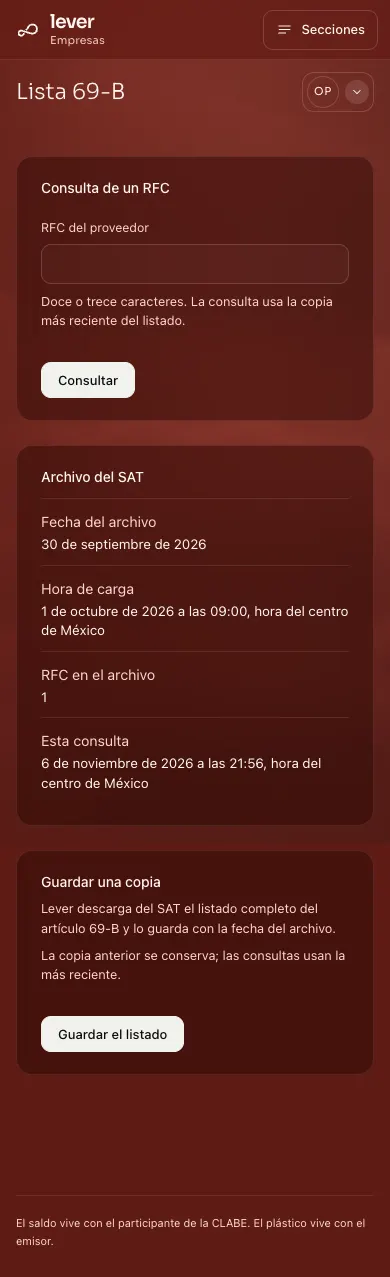 lever
Empresas
Secciones
Lista 69-B
OP
Consulta de un RFC
RFC del proveedor
Doce o trece caracteres. La consulta usa la copia
más reciente del listado.
Consultar
Archivo del SAT
Fecha del archivo
30 de septiembre de 2026
Hora de carga
1 de octubre de 2026 a las 09:00, hora del centro
de México
RFC en el archivo
1
Esta consulta
6 de noviembre de 2026 a las 21:56, hora del
centro de México
Guardar una copia
Lever descarga del SAT el listado completo del
artículo 69-B y lo guarda con la fecha del archivo.
La copia anterior se conserva; las consultas usan la
más reciente.
Guardar el listado
El saldo vive con el participante de la CLABE. El plástico vive con el
emisor.